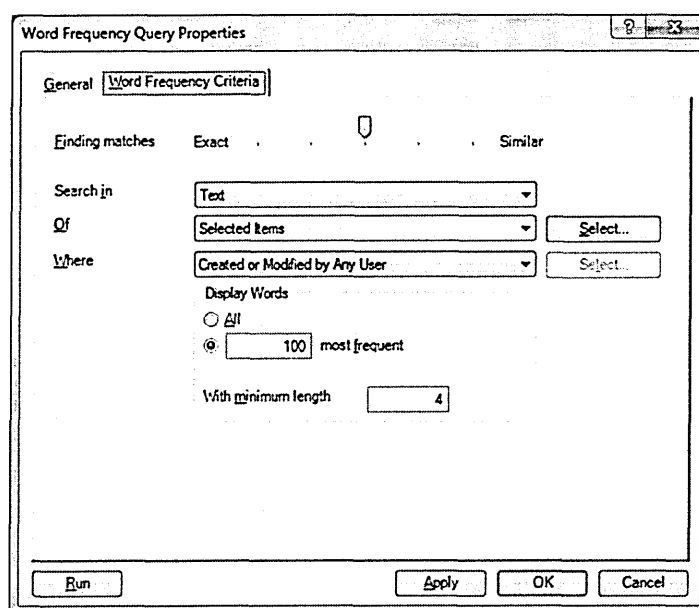 Word Frequency Query Properties ?
General Word Frequency Criteria
Finding matches Exact Similar
Search in Text
Of Selected Items Select...
Where Created or Modified by Any User Select...
Display Words
All
100 most frequent
With minimum length 4
Run Apply OK Cancel